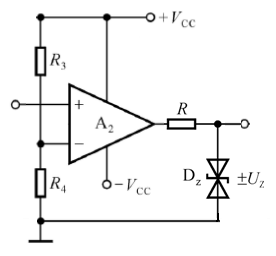 +V_CC
R_3
+
A_2
R
−
R_4
−V_CC
D_z
±U_Z